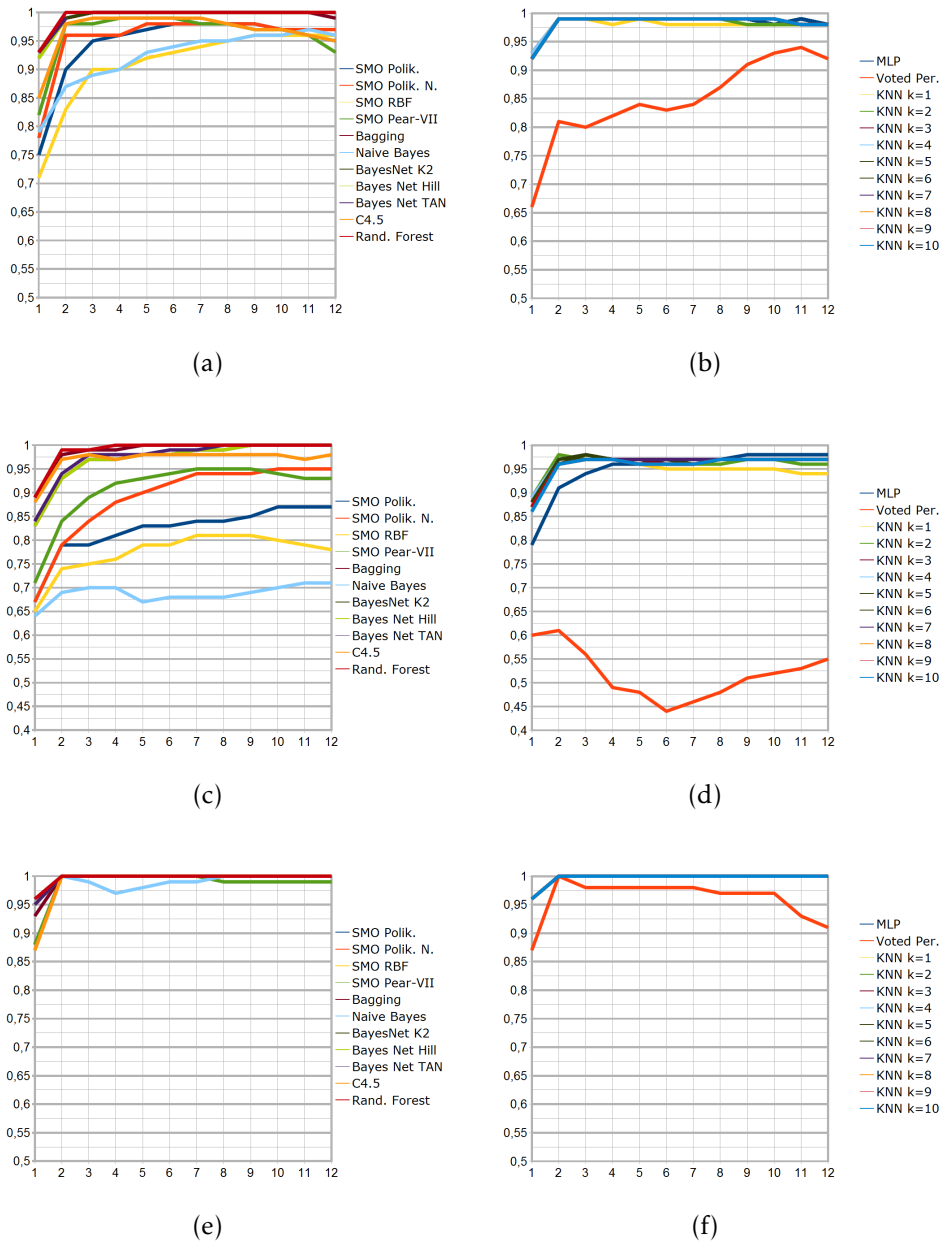 1
0,95
0,9
0,85
0,8
0,75
0,7
0,65
0,6
0,55
0,5
1 2 3 4 5 6 7 8 9 10 11 12
SMO Polik.
SMO Polik. N.
SMO RBF
SMO Pear-VII
Bagging
Naive Bayes
BayesNet K2
Bayes Net Hill
Bayes Net TAN
C4.5
Rand. Forest
(a)
1
0,95
0,9
0,85
0,8
0,75
0,7
0,65
0,6
0,55
0,5
1 2 3 4 5 6 7 8 9 10 11 12
MLP
Voted Per.
KNN k=1
KNN k=2
KNN k=3
KNN k=4
KNN k=5
KNN k=6
KNN k=7
KNN k=8
KNN k=9
KNN k=10
(b)
1
0,95
0,9
0,85
0,8
0,75
0,7
0,65
0,6
0,55
0,5
0,45
0,4
1 2 3 4 5 6 7 8 9 10 11 12
SMO Polik.
SMO Polik. N.
SMO RBF
SMO Pear-VII
Bagging
Naive Bayes
BayesNet K2
Bayes Net Hill
Bayes Net TAN
C4.5
Rand. Forest
(c)
1
0,95
0,9
0,85
0,8
0,75
0,7
0,65
0,6
0,55
0,5
0,45
0,4
1 2 3 4 5 6 7 8 9 10 11 12
MLP
Voted Per.
KNN k=1
KNN k=2
KNN k=3
KNN k=4
KNN k=5
KNN k=6
KNN k=7
KNN k=8
KNN k=9
KNN k=10
(d)
1
0,95
0,9
0,85
0,8
0,75
0,7
0,65
0,6
0,55
0,5
1 2 3 4 5 6 7 8 9 10 11 12
SMO Polik.
SMO Polik. N.
SMO RBF
SMO Pear-VII
Bagging
Naive Bayes
BayesNet K2
Bayes Net Hill
Bayes Net TAN
C4.5
Rand. Forest
(e)
1
0,95
0,9
0,85
0,8
0,75
0,7
0,65
0,6
0,55
0,5
1 2 3 4 5 6 7 8 9 10 11 12
MLP
Voted Per.
KNN k=1
KNN k=2
KNN k=3
KNN k=4
KNN k=5
KNN k=6
KNN k=7
KNN k=8
KNN k=9
KNN k=10
(f)